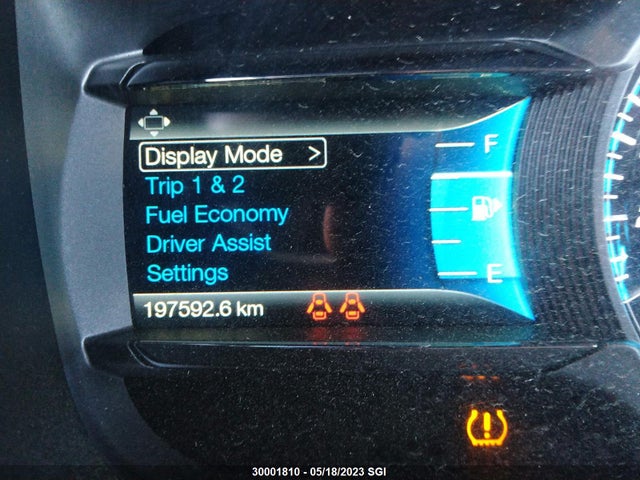 Display Mode >
F
Trip 1 & 2
Fuel Economy
Driver Assist
Settings
E
197592.6 km
30001810 - 05/18/2023 SGI